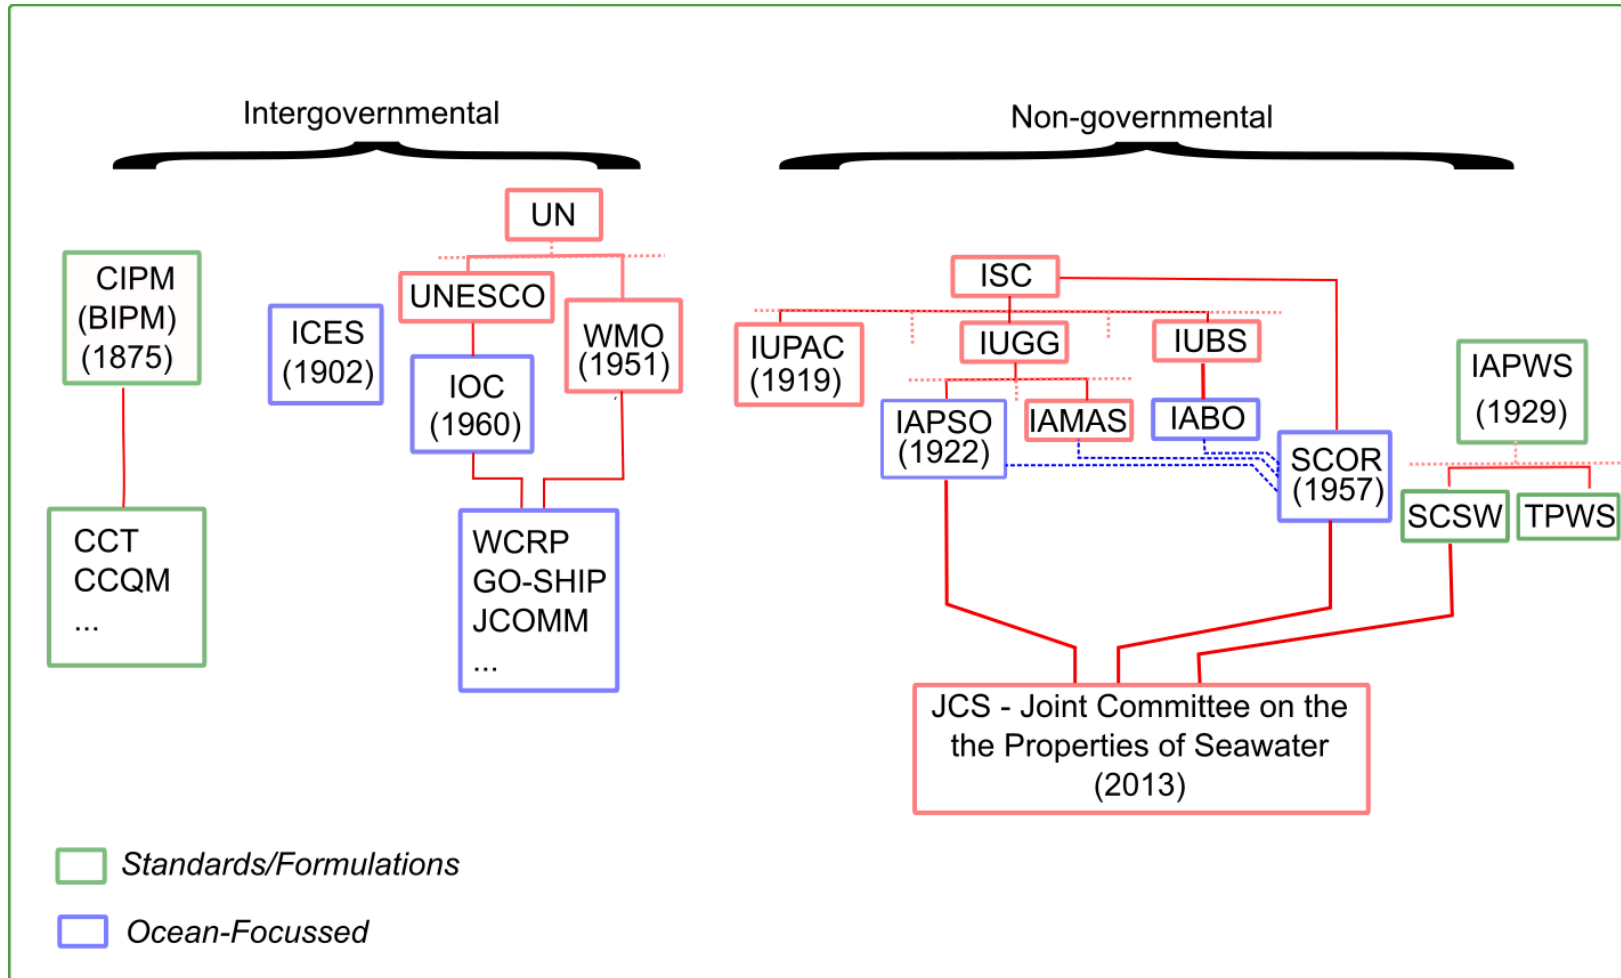 Intergovernmental
Non-governmental
UN
CIPM
(BIPM)
(1875)
ICES
(1902)
UNESCO
WMO
(1951)
IOC
(1960)
CCT
CCQM
...
WCRP
GO-SHIP
JCOMM
...
ISC
IUPAC
(1919)
IUGG
IUBS
IAPSO
(1922)
IAMAS
IABO
SCOR
(1957)
IAPWS
(1929)
SCSW
TPWS
JCS - Joint Committee on the
the Properties of Seawater
(2013)
Standards/Formulations
Ocean-Focussed